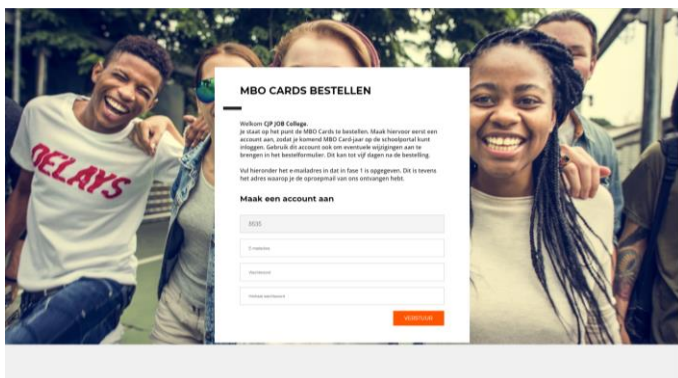 MBO CARDS BESTELLEN
Welkom CJP JOB College.
Je staat op het punt de MBO Cards te bestellen. Maak hiervoor eerst een
account aan, zodat je komend MBO Card-jaar op de schoolportal kunt
inloggen. Gebruik dit account ook om eventuele wijzigingen aan te
brengen in het bestelformulier. Dit kan tot vijf dagen na de bestelling.
Vul hieronder het e-mailadres in dat in fase 1 is opgegeven. Dit is tevens
het adres waarop je de oproepmail van ons ontvangen hebt.
Maak een account aan
8535
E-mailadres
Wachtwoord
Herhaal wachtwoord
VERSTUUR
DELAYS